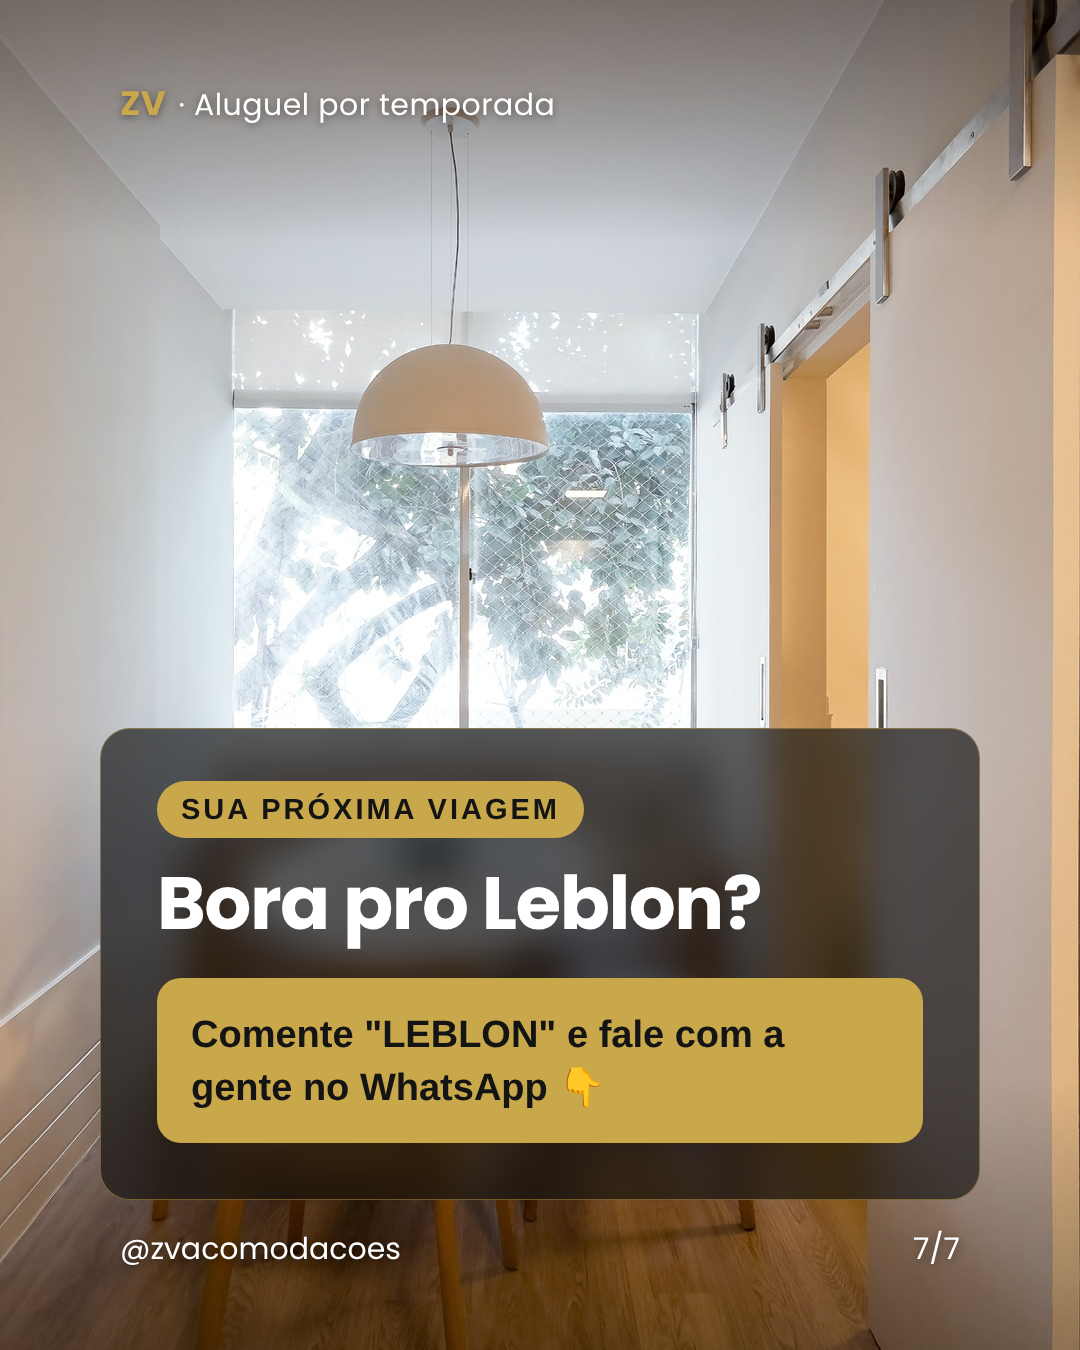 ZV · Aluguel por temporada
SUA PRÓXIMA VIAGEM
Bora pro Leblon?
Comente "LEBLON" e fale com a
gente no WhatsApp 👇
@zvacomodacoes
7/7